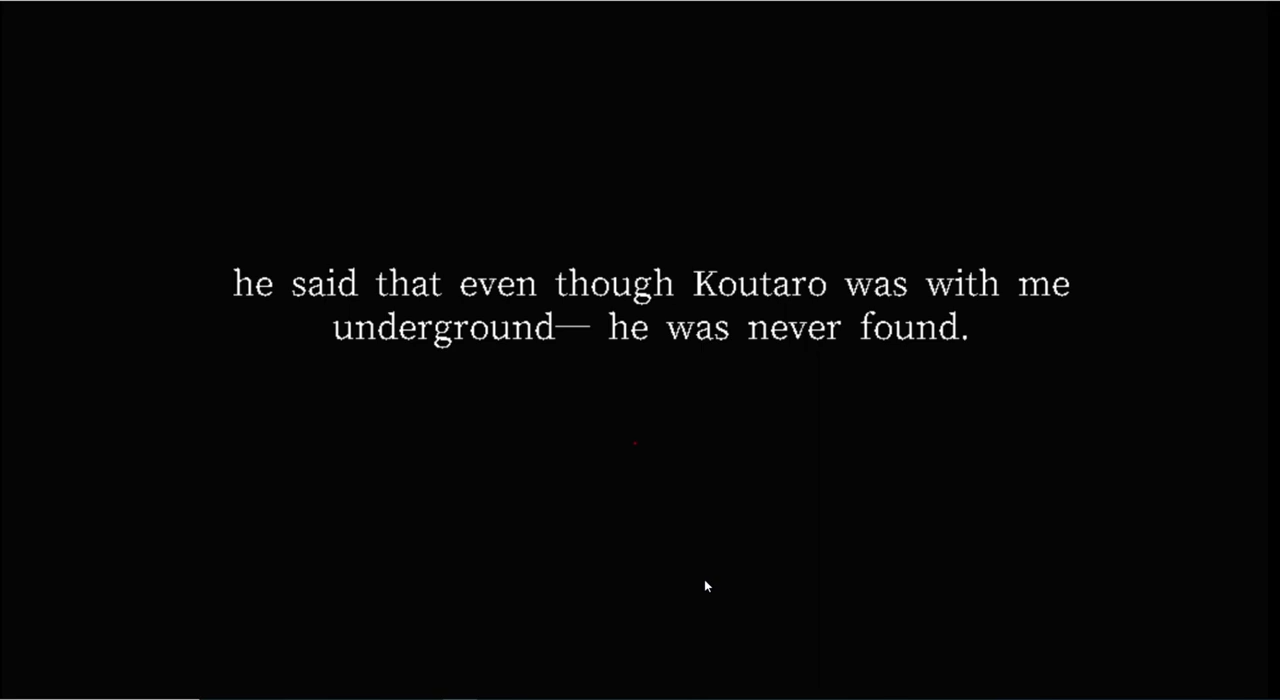 he said that even though Koutaro was with me
underground― he was never found.